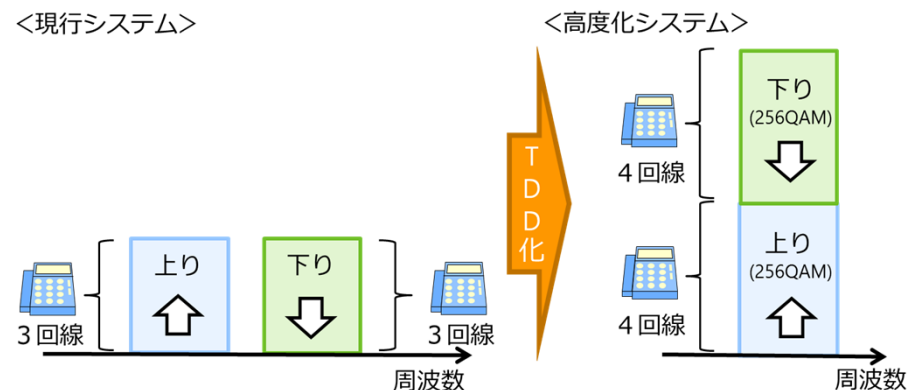 ＜現行システム＞
上り
下り
３回線
３回線
周波数
TDD化
＜高度化システム＞
下り
(256QAM)
４回線
上り
(256QAM)
４回線
周波数